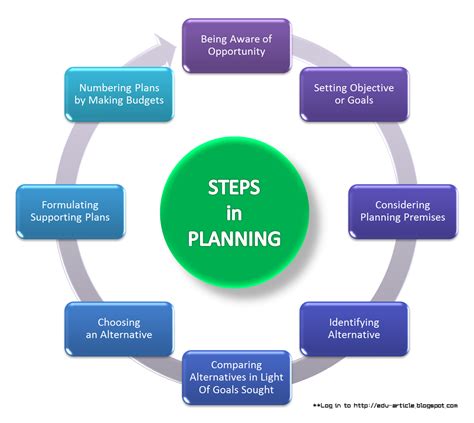 Being Aware of
Opportunity
Setting Objective
or Goals
Considering
Planning Premises
Identifying
Alternative
Comparing
Alternatives in Light
Of Goals Sought
Choosing
an Alternative
Formulating
Supporting Plans
Numbering Plans
by Making Budgets
STEPS
in
PLANNING
**Log in to http://edu-article.blogspot.com